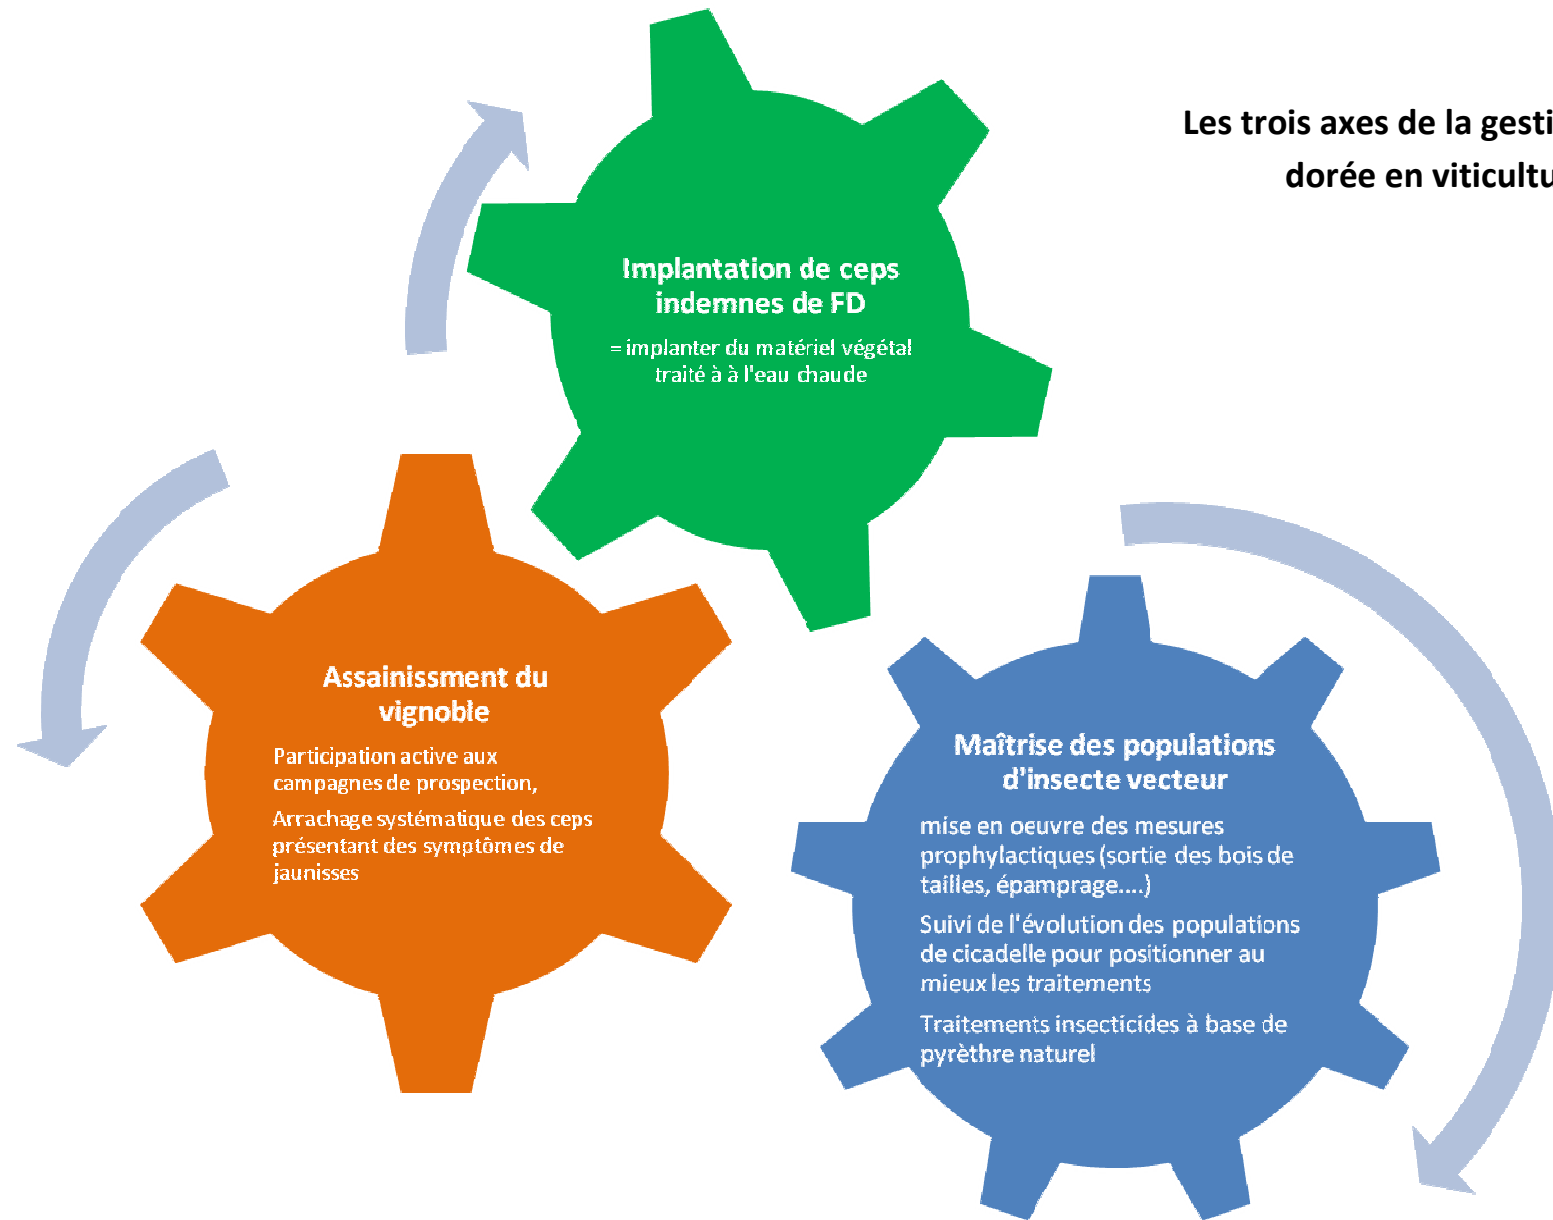 Les trois axes de la gesti
dorée en viticultu
Implantation de ceps
indemnes de FD
= implanter du matériel végétal
traité à à l'eau chaude
Assainissment du
vignoble
Participation active aux
campagnes de prospection,
Arrachage systématique des ceps
présentant des symptômes de
jaunisses
Maîtrise des populations
d'insecte vecteur
mise en oeuvre des mesures
prophylactiques (sortie des bois de
tailles, épamprage....)
Suivi de l'évolution des populations
de cicadelle pour positionner au
mieux les traitements
Traitements insecticides à base de
pyrèthre naturel